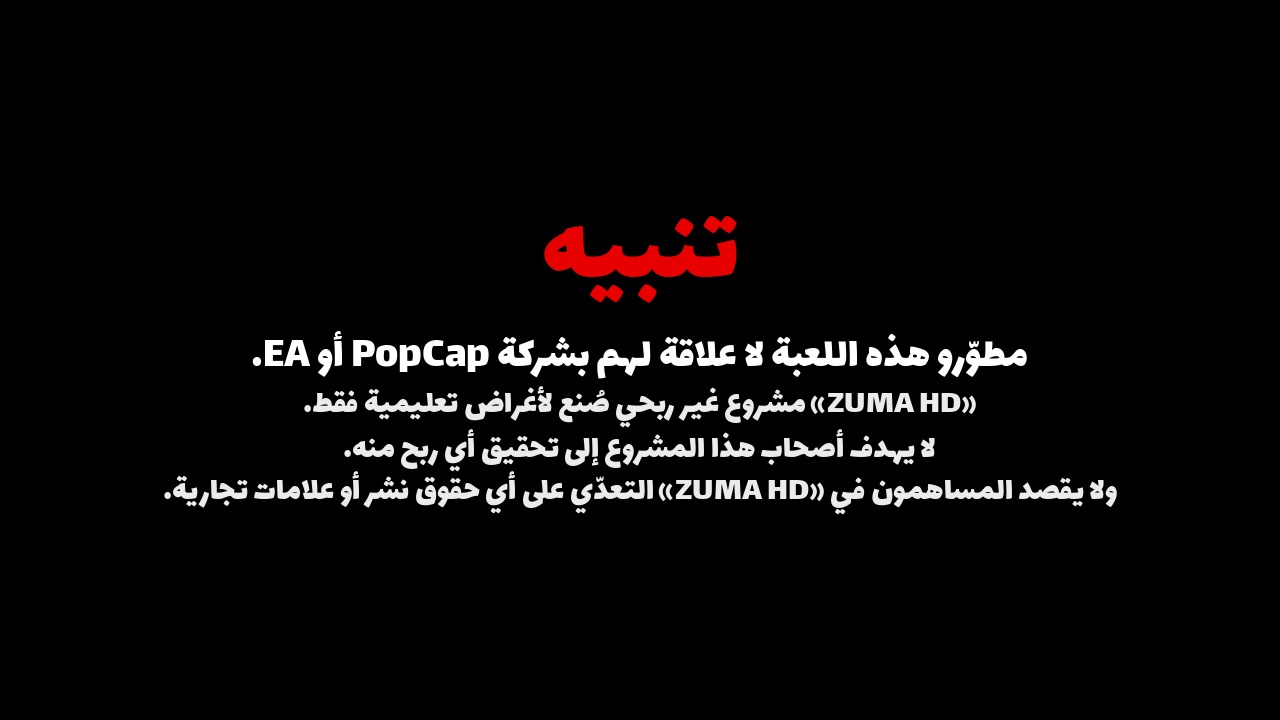 تنبيه
مطوّرو هذه اللعبة لا علاقة لهم بشركة PopCap أو EA.
«ZUMA HD» مشروع غير ربحي صُنع لأغراض تعليمية فقط.
لا يهدف أصحاب هذا المشروع إلى تحقيق أي ربح منه.
ولا يقصد المساهمون في «ZUMA HD» التعدّي على أي حقوق نشر أو علامات تجارية.